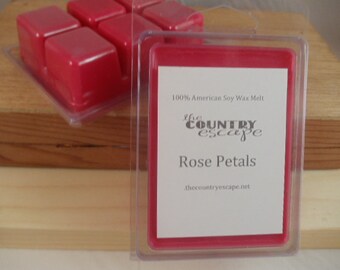 100% American Soy Wax Melt
the
COUNTRY
escape
Rose Petals
thecountryescape.net